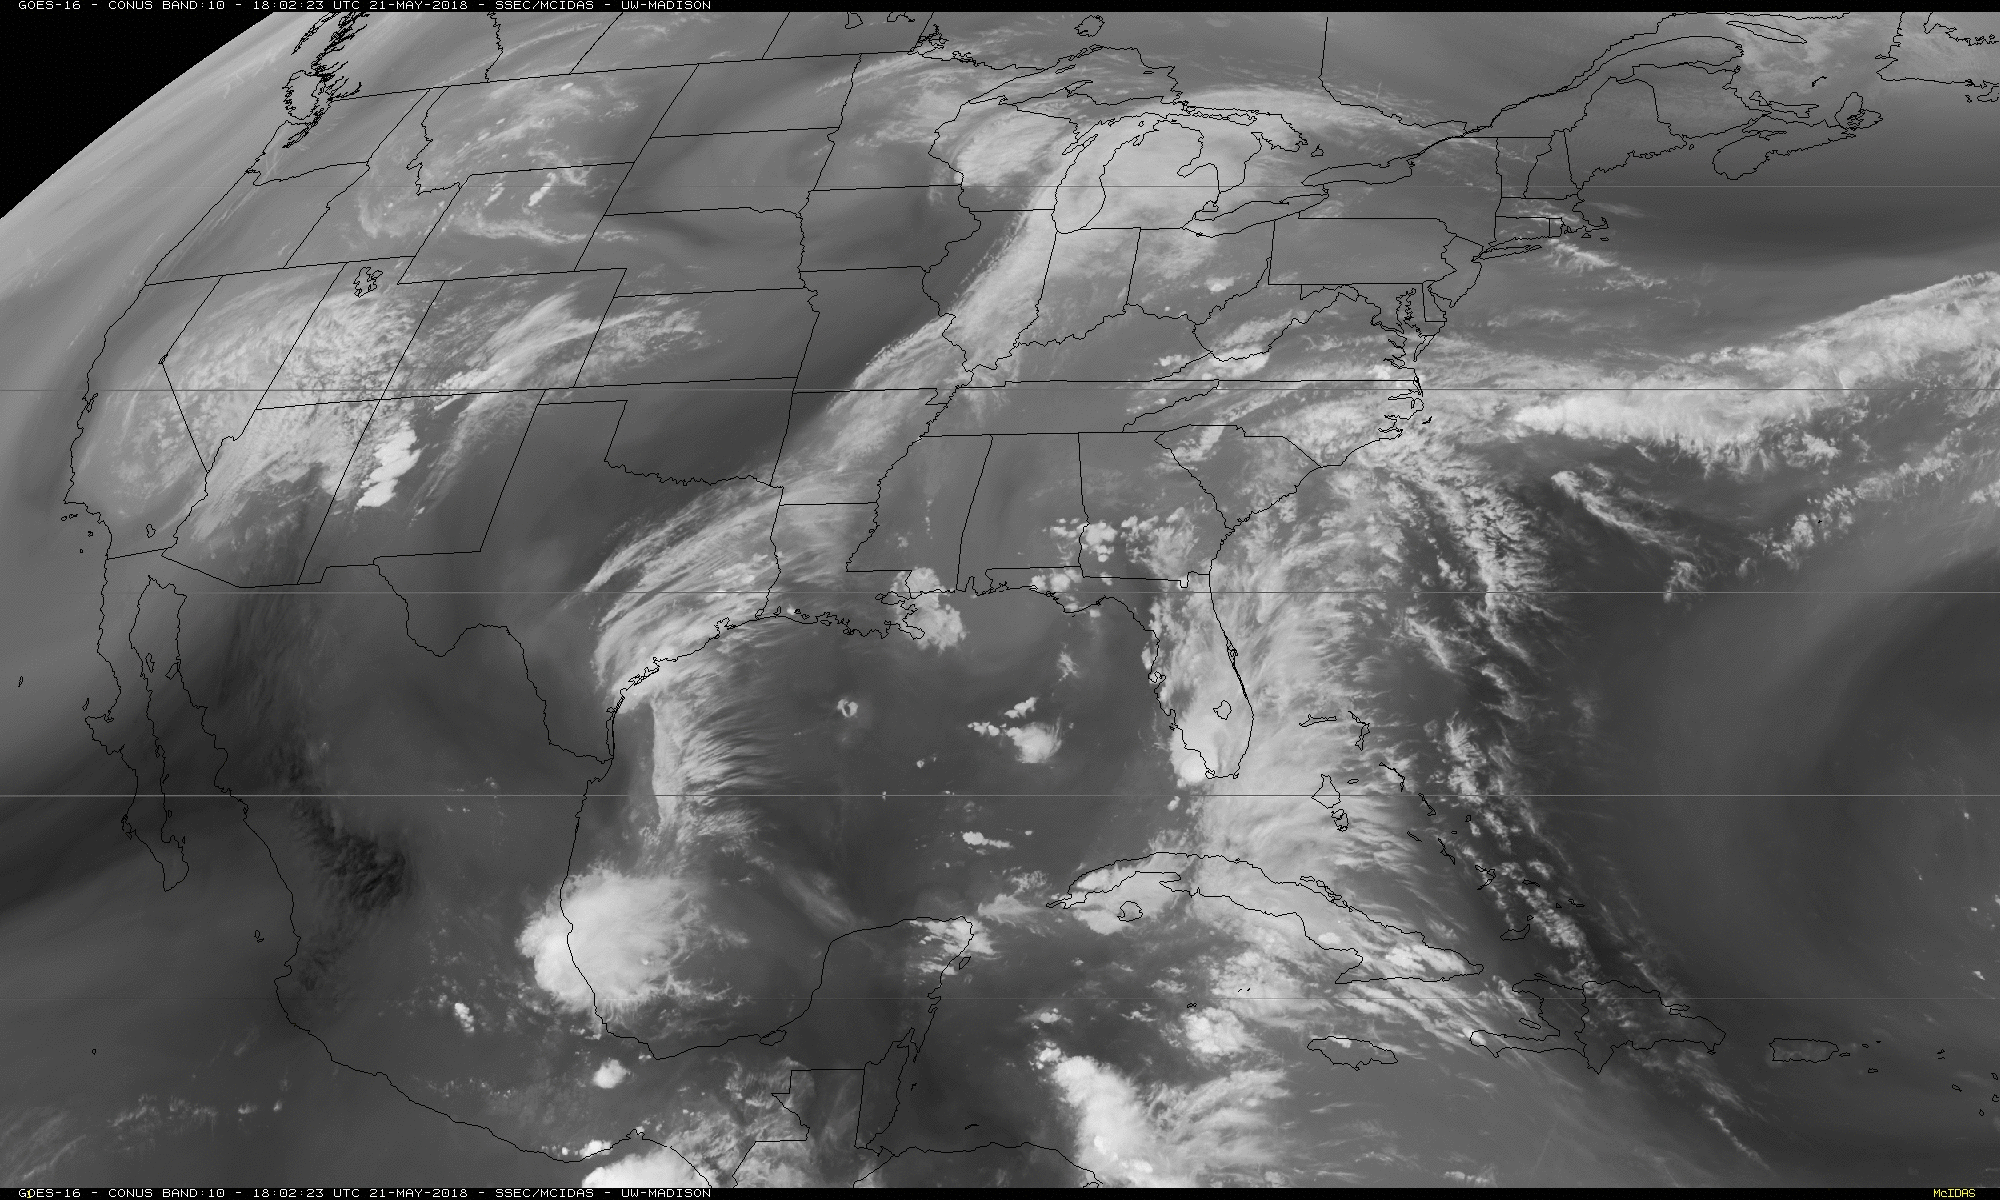 GOES-16 - CONUS BAND:10 - 18:02:23 UTC 21-MAY-2018 - SSEC/MCIDAS - UW-MADISON
GOES-16 - CONUS BAND:10 - 18:02:23 UTC 21-MAY-2018 - SSEC/MCIDAS - UW-MADISON
McIDAS